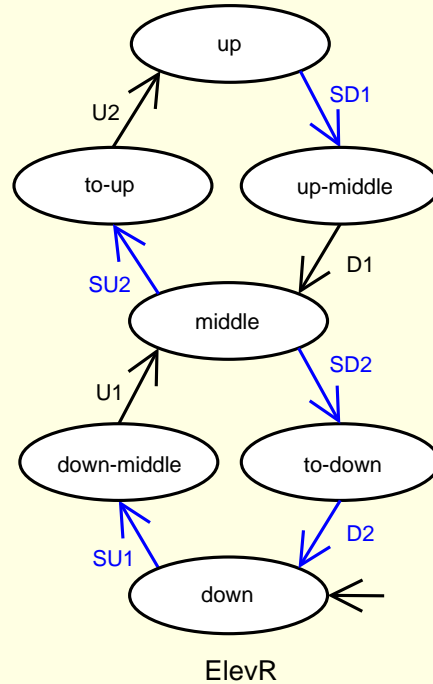 up
SD1
U2
to-up
up-middle
D1
SU2
middle
SD2
U1
down-middle
to-down
D2
SU1
down
ElevR